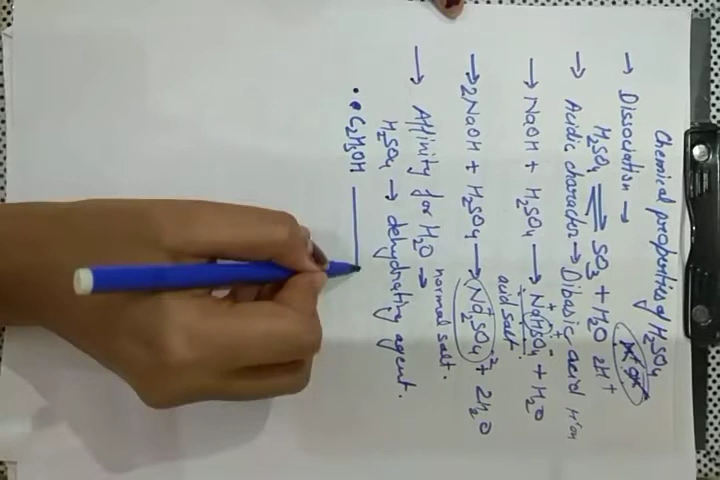 Chemical properties of H₂SO₄
→ Dissociation →
H₂SO₄ ⇌ SO₃ + H₂O 2H⁺
→ Acidic character → Dibasic acid
→ NaOH + H₂SO₄ → NaHSO₄ + H₂O
acid salt
→ 2NaOH + H₂SO₄ → Na₂SO₄ + 2H₂O
normal salt.
→ Affinity for H₂O →
H₂SO₄ → dehydrating agent.
• C₂H₅OH